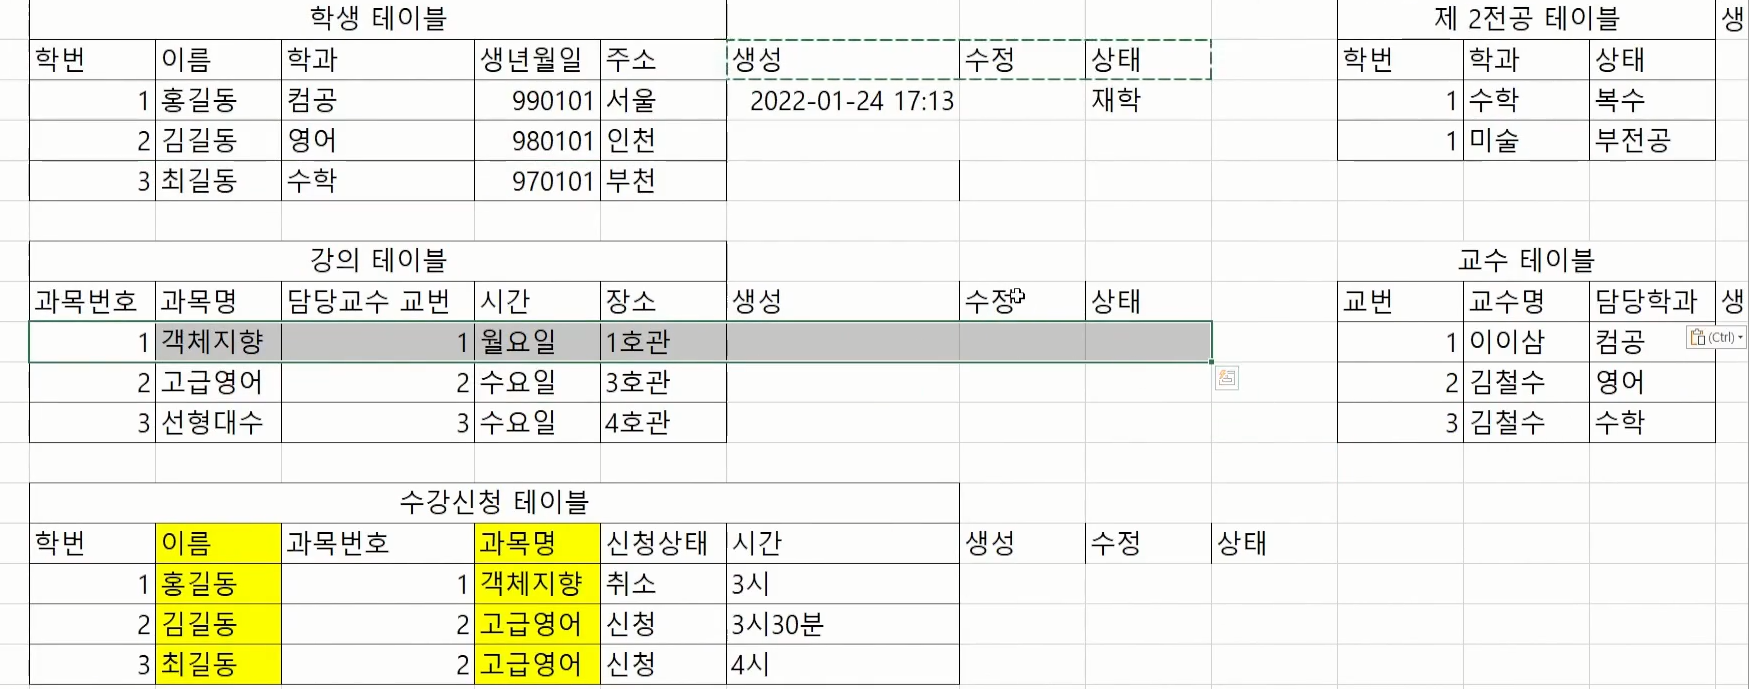 학생 테이블 제 2전공 테이블 생
학번 이름 학과 생년월일 주소 생성 수정 상태 학번 학과 상태
1 홍길동 컴공 990101 서울 2022-01-24 17:13 재학 1 수학 복수
2 김길동 영어 980101 인천 1 미술 부전공
3 최길동 수학 970101 부천
강의 테이블 교수 테이블
과목번호 과목명 담당교수 교번 시간 장소 생성 수정 상태 교번 교수명 담당학과 생
1 객체지향 1 월요일 1호관 1 이이삼 컴공 (Ctrl)
2 고급영어 2 수요일 3호관 2 김철수 영어
3 선형대수 3 수요일 4호관 3 김철수 수학
수강신청 테이블
학번 이름 과목번호 과목명 신청상태 시간 생성 수정 상태
1 홍길동 1 객체지향 취소 3시
2 김길동 2 고급영어 신청 3시30분
3 최길동 2 고급영어 신청 4시